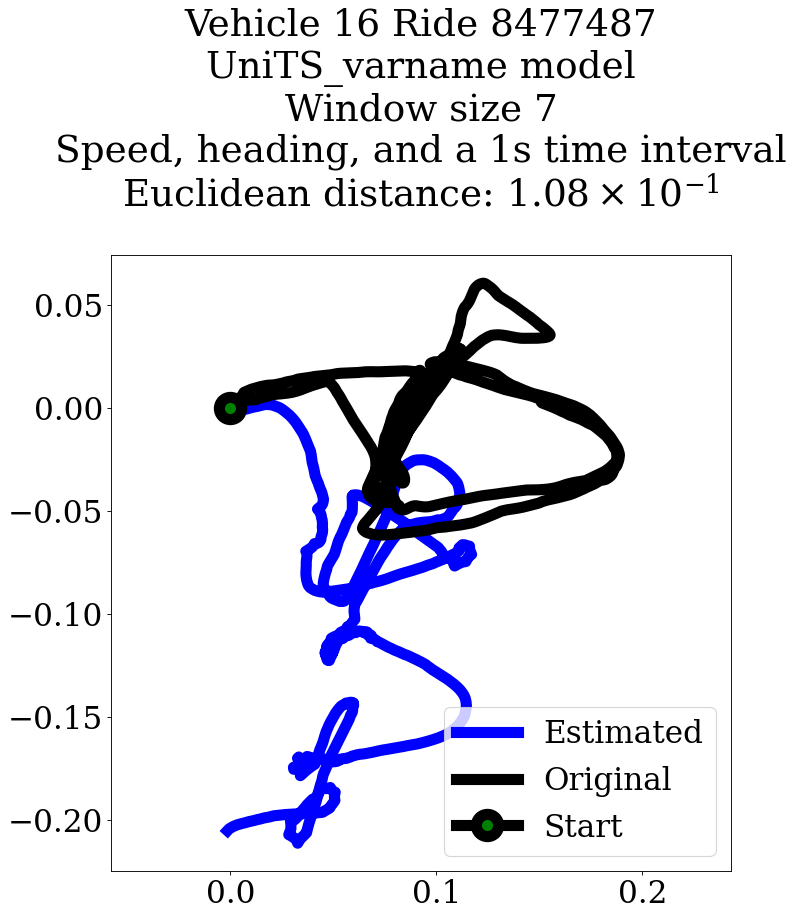 Vehicle 16 Ride 8477487
UniTS_varname model
Window size 7
Speed, heading, and a 1s time interval
Euclidean distance: 1.08 × 10⁻¹
0.05
0.00
−0.05
−0.10
−0.15
−0.20
Estimated
Original
Start
0.0
0.1
0.2